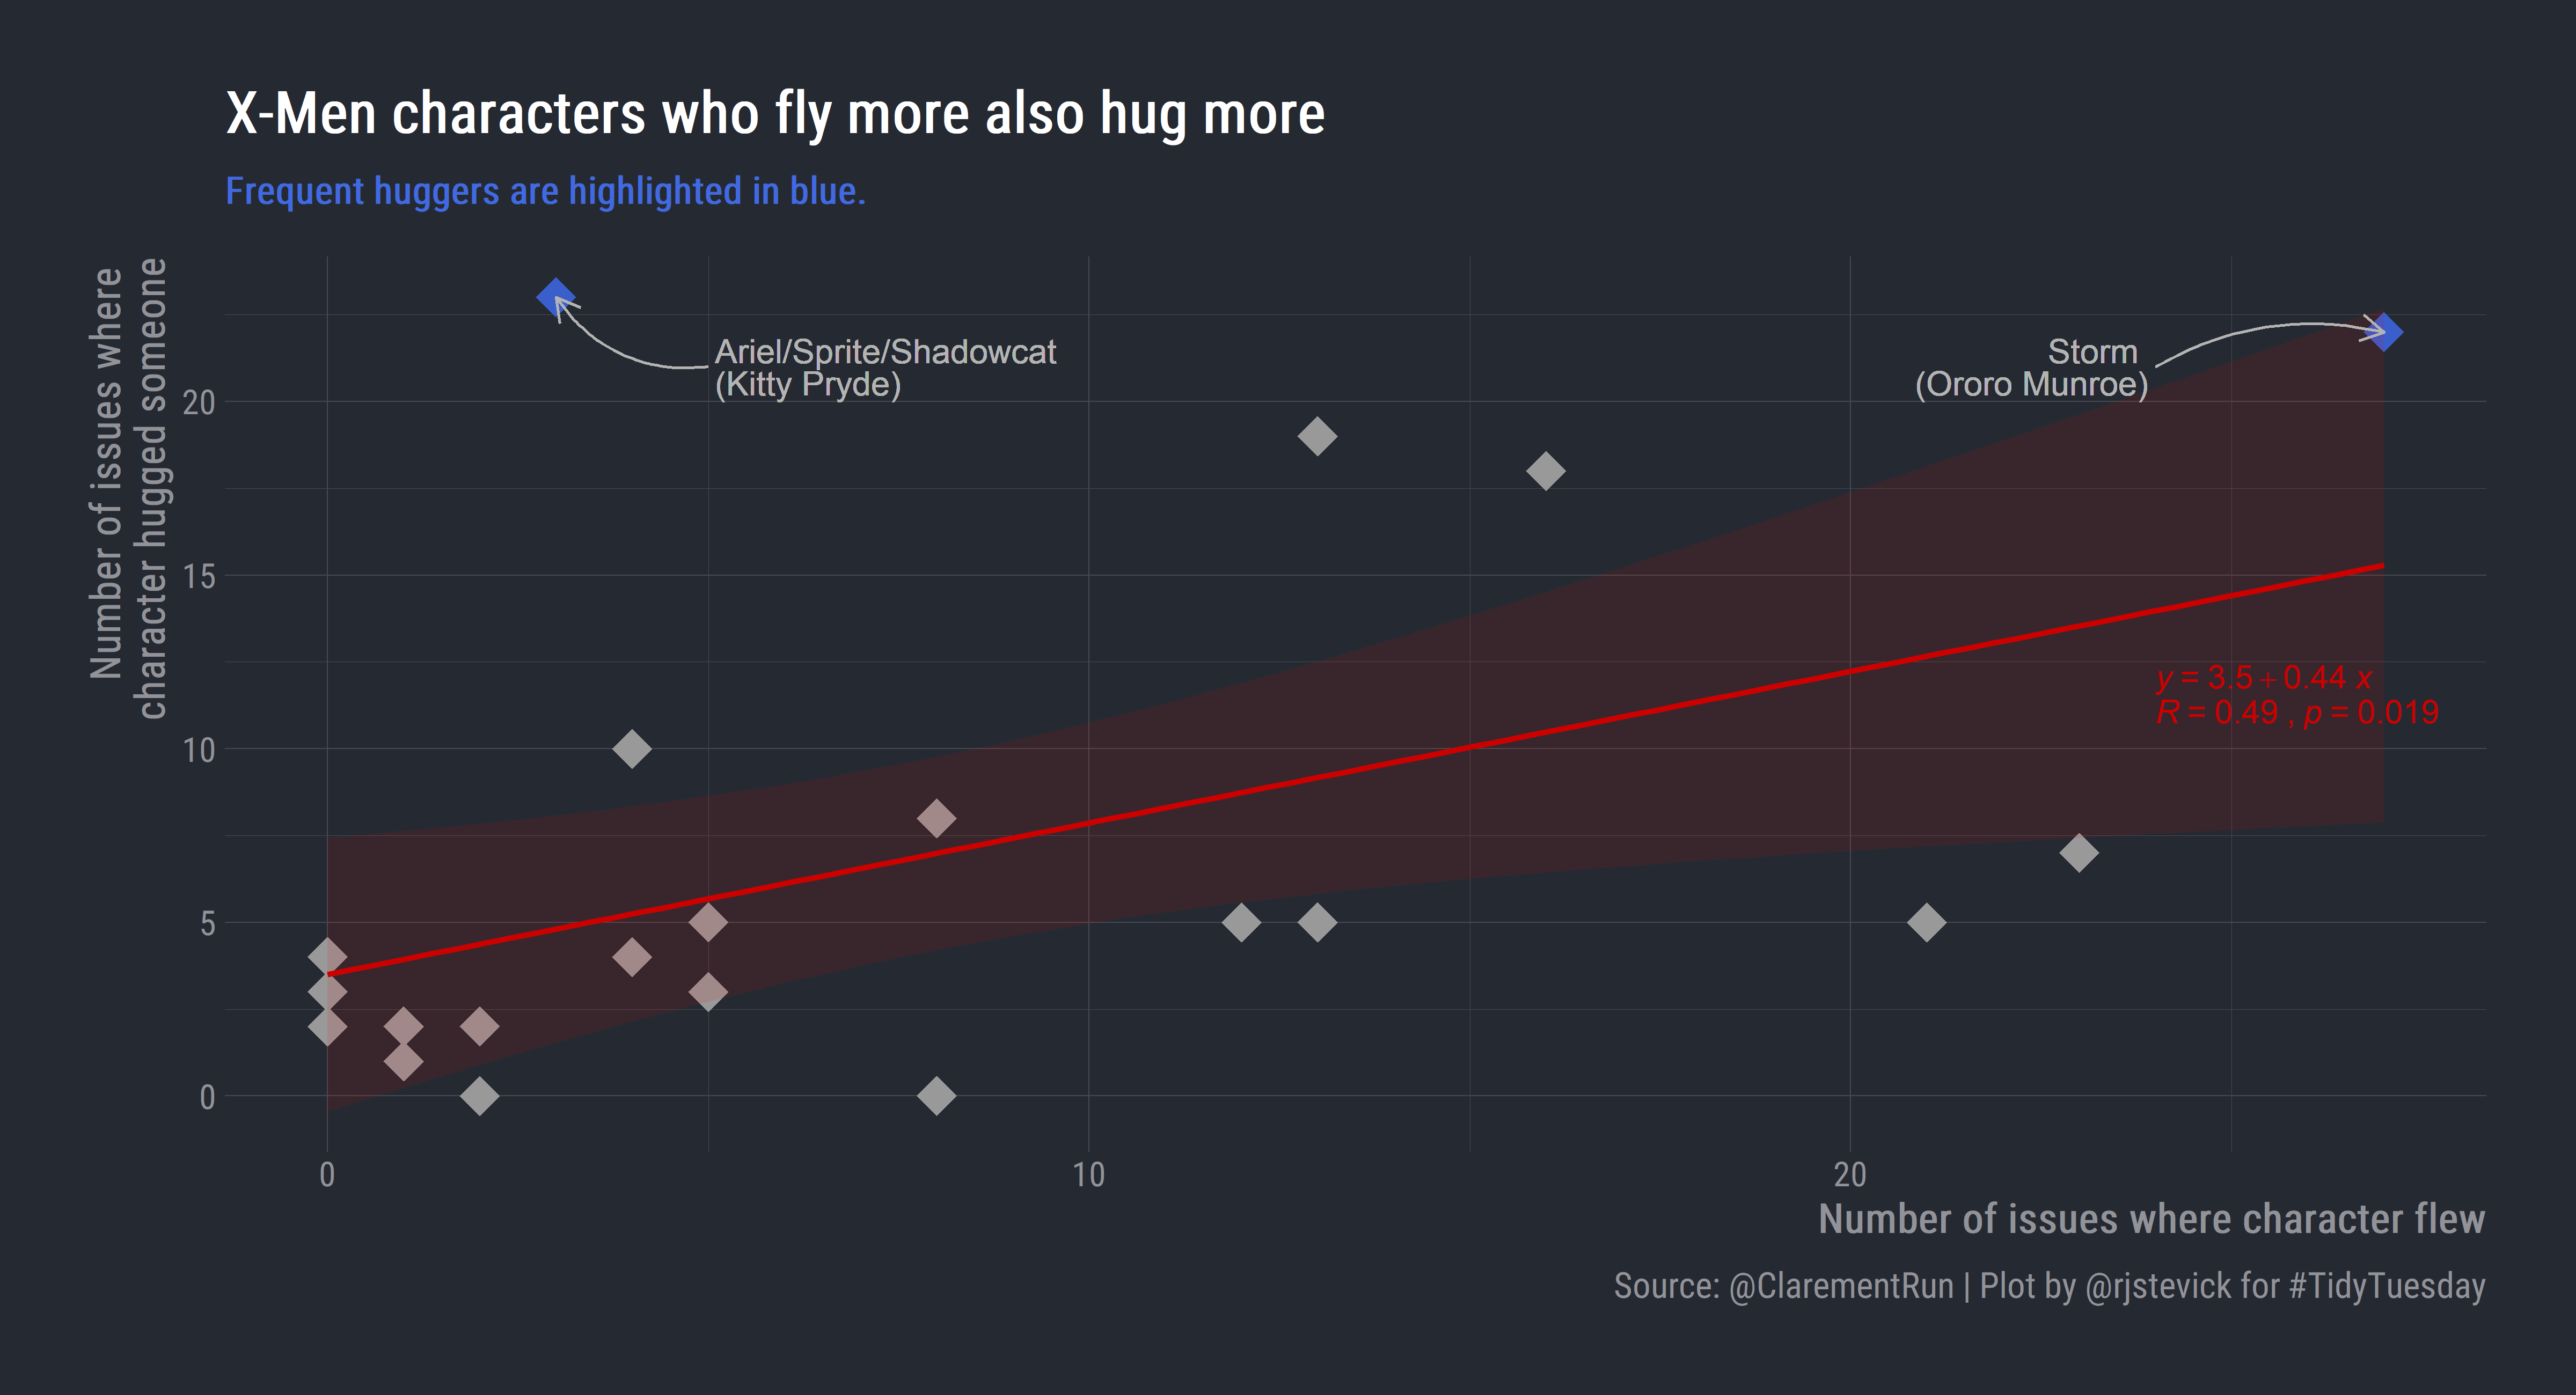 X-Men characters who fly more also hug more
Frequent huggers are highlighted in blue.
Number of issues where
character hugged someone
20
15
10
5
0
Ariel/Sprite/Shadowcat
(Kitty Pryde)
Storm
(Ororo Munroe)
y = 3.5 + 0.44 x
R = 0.49 , p = 0.019
0
10
20
Number of issues where character flew
Source: @ClarementRun | Plot by @rjstevick for #TidyTuesday